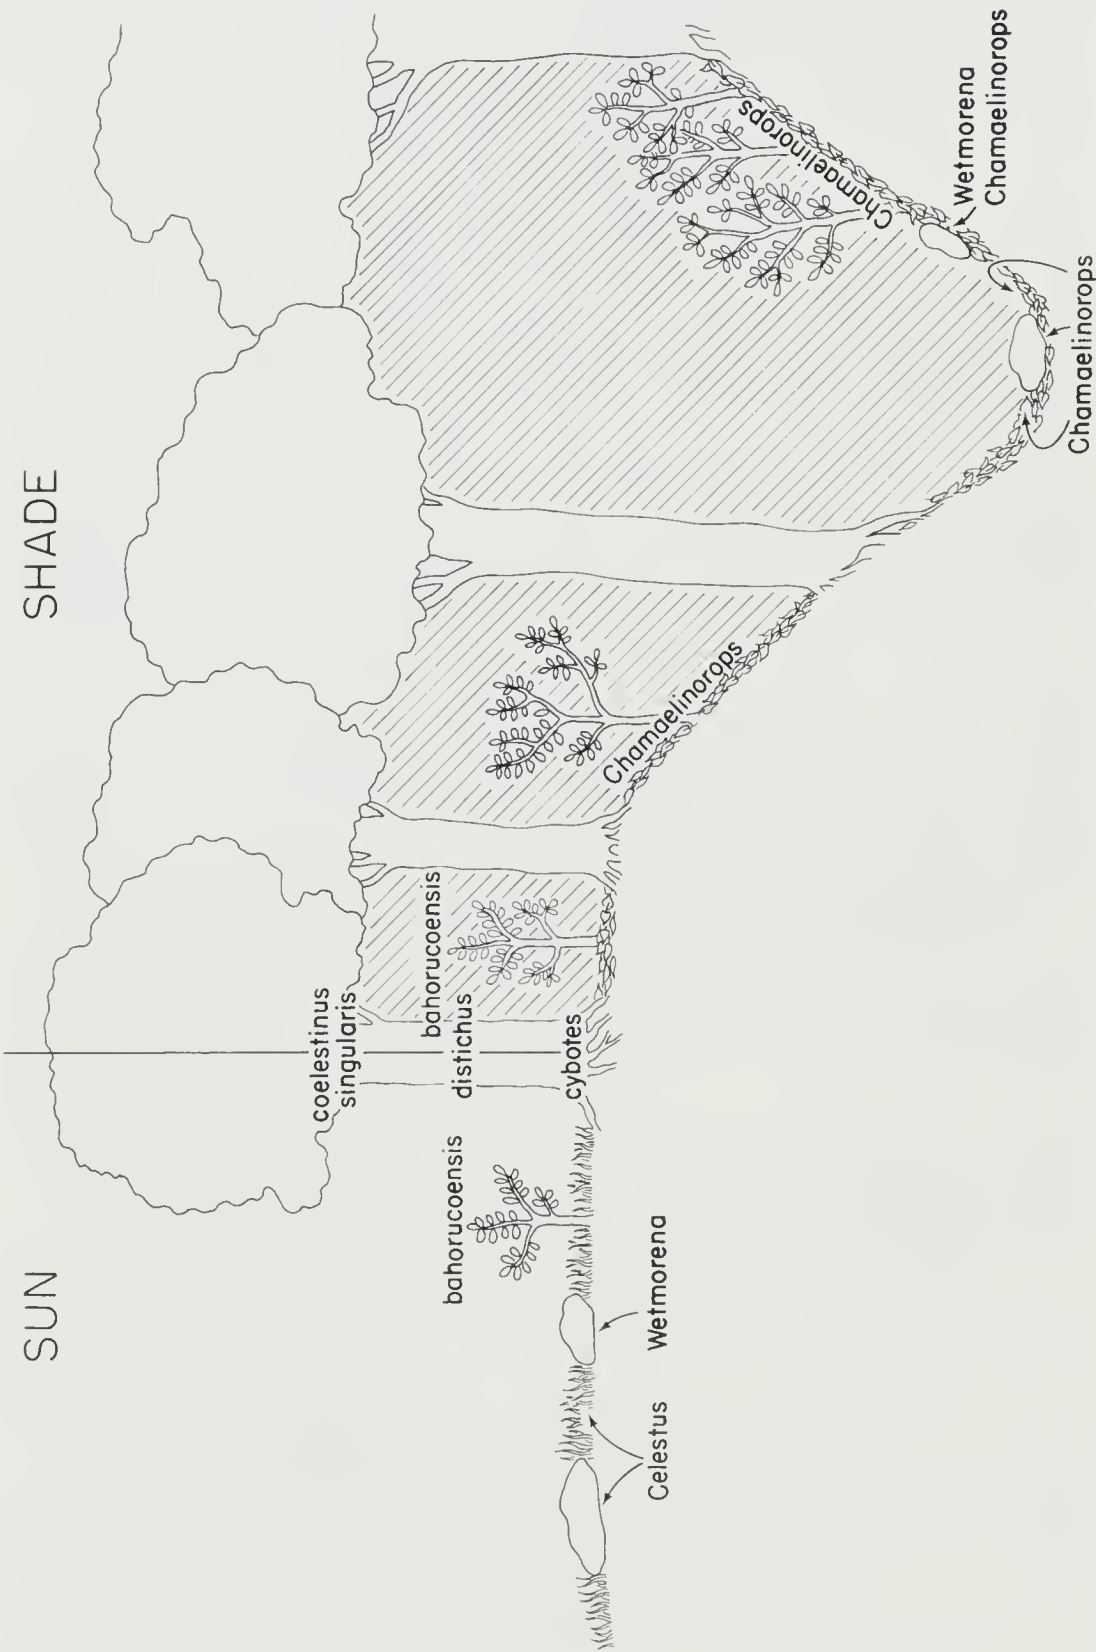 SUN
SHADE
coelestinus
singularis
bahorucoensis
distichus
cybotes
bahorucoensis
Wetmorena
Celestus
Chamaelinorops
Chamaelinorops
Wetmorena
Chamaelinorops
Chamaelinorops